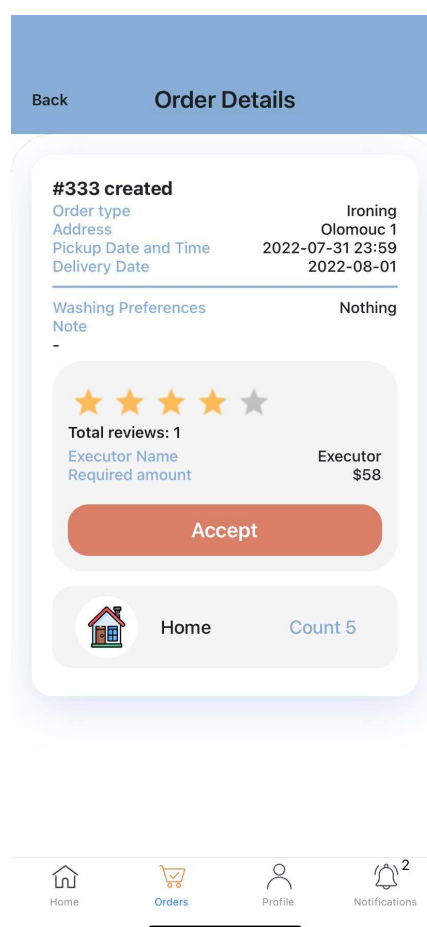 Back
Order Details
#333 created
Order type Ironing
Address Olomouc 1
Pickup Date and Time 2022-07-31 23:59
Delivery Date 2022-08-01
Washing Preferences Nothing
Note
-
Total reviews: 1
Executor Name Executor
Required amount $58
Accept
Home Count 5
2
Home Orders Profile Notifications